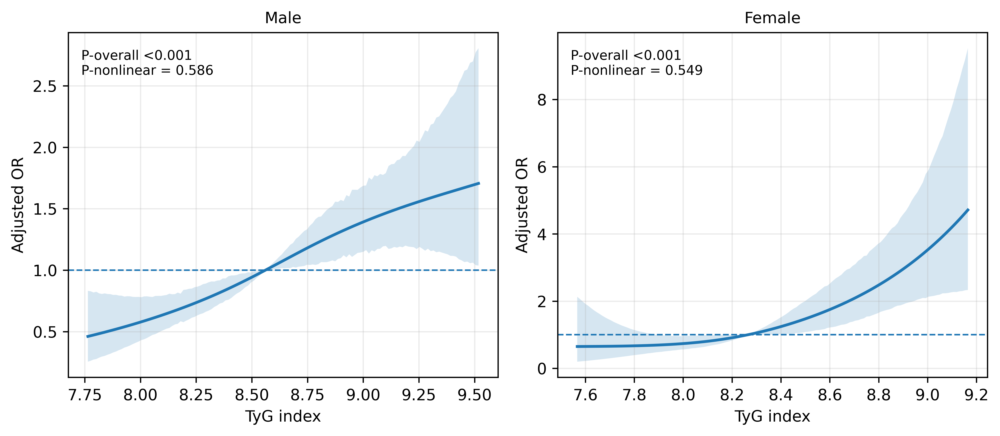 Male
P-overall <0.001
P-nonlinear = 0.586
Adjusted OR
2.5
2.0
1.5
1.0
0.5
7.75 8.00 8.25 8.50 8.75 9.00 9.25 9.50
TyG index
Female
P-overall <0.001
P-nonlinear = 0.549
Adjusted OR
8
6
4
2
0
7.6 7.8 8.0 8.2 8.4 8.6 8.8 9.0 9.2
TyG index